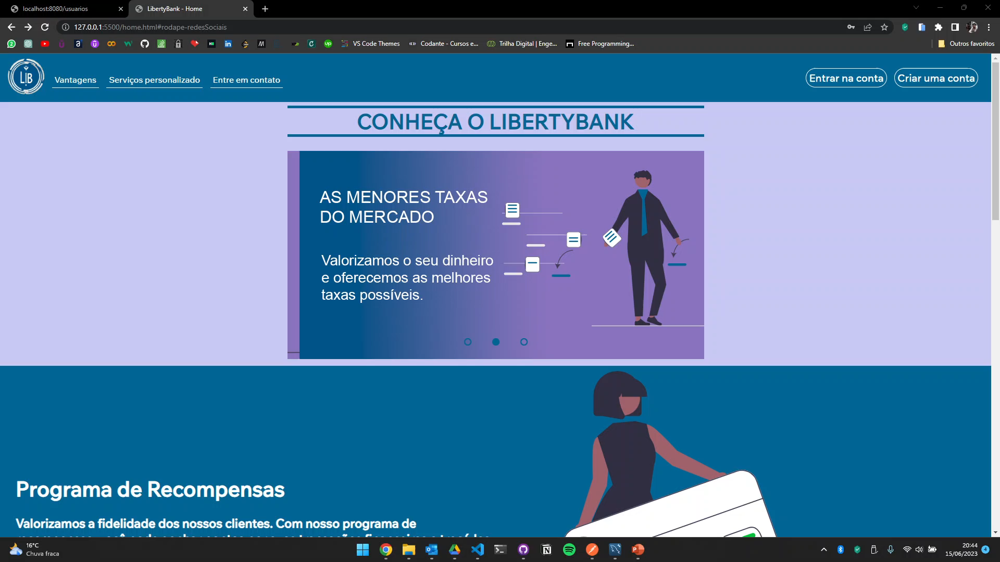 localhost:8080/usuarios
LibertyBank - Home
127.0.0.1:5500/home.html#rodape-redesSociais
VS Code Themes
Codante - Cursos e...
Trilha Digital | Enge...
Free Programming...
Outros favoritos
LIB
Vantagens
Serviços personalizado
Entre em contato
Entrar na conta
Criar uma conta
CONHEÇA O LIBERTYBANK
AS MENORES TAXAS
DO MERCADO
Valorizamos o seu dinheiro
e oferecemos as melhores
taxas possíveis.
Programa de Recompensas
Valorizamos a fidelidade dos nossos clientes. Com nosso programa de
16°C
Chuva fraca
20:44
15/06/2023
4